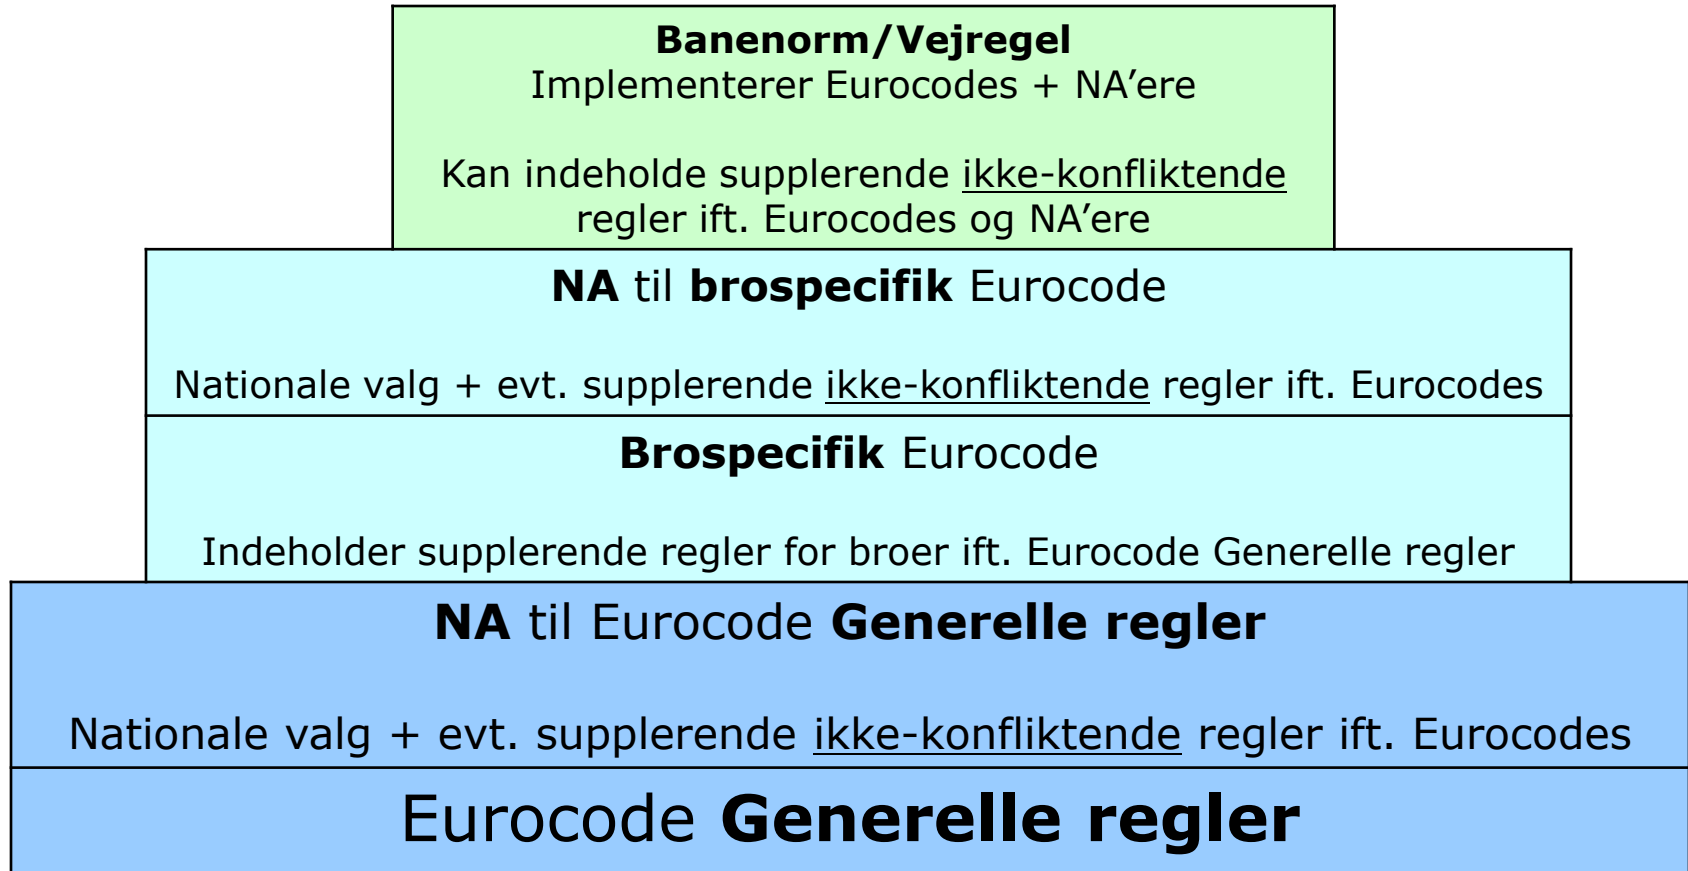 Banenorm/Vejregel
Implementerer Eurocodes + NA’ere
Kan indeholde supplerende ikke-konfliktende
regler ift. Eurocodes og NA’ere
NA til brospecifik Eurocode
Nationale valg + evt. supplerende ikke-konfliktende regler ift. Eurocodes
Brospecifik Eurocode
Indeholder supplerende regler for broer ift. Eurocode Generelle regler
NA til Eurocode Generelle regler
Nationale valg + evt. supplerende ikke-konfliktende regler ift. Eurocodes
Eurocode Generelle regler